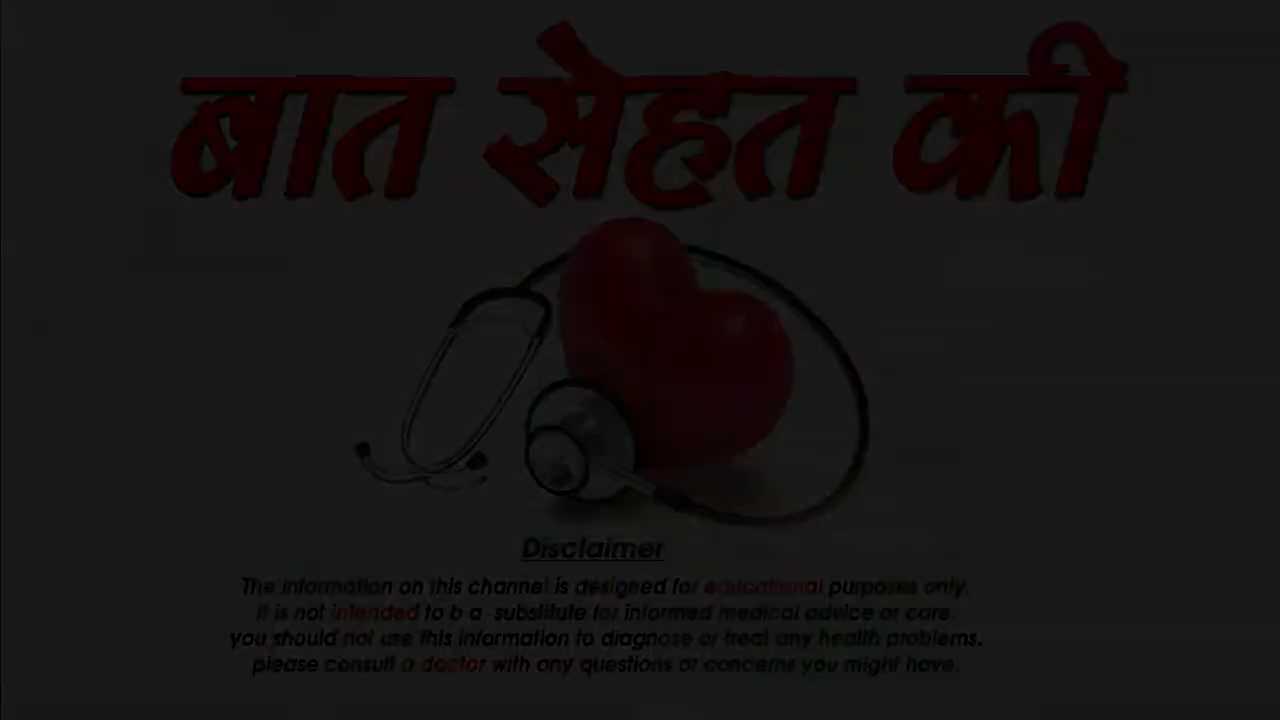 बात सेहत की
Disclaimer
The information on this channel is designed for educational purposes only.
it is not intended to b a substitute for informed medical advice or care.
you should not use this information to diagnose or treat any health problems.
please consult a doctor with any questions or concerns you might have.